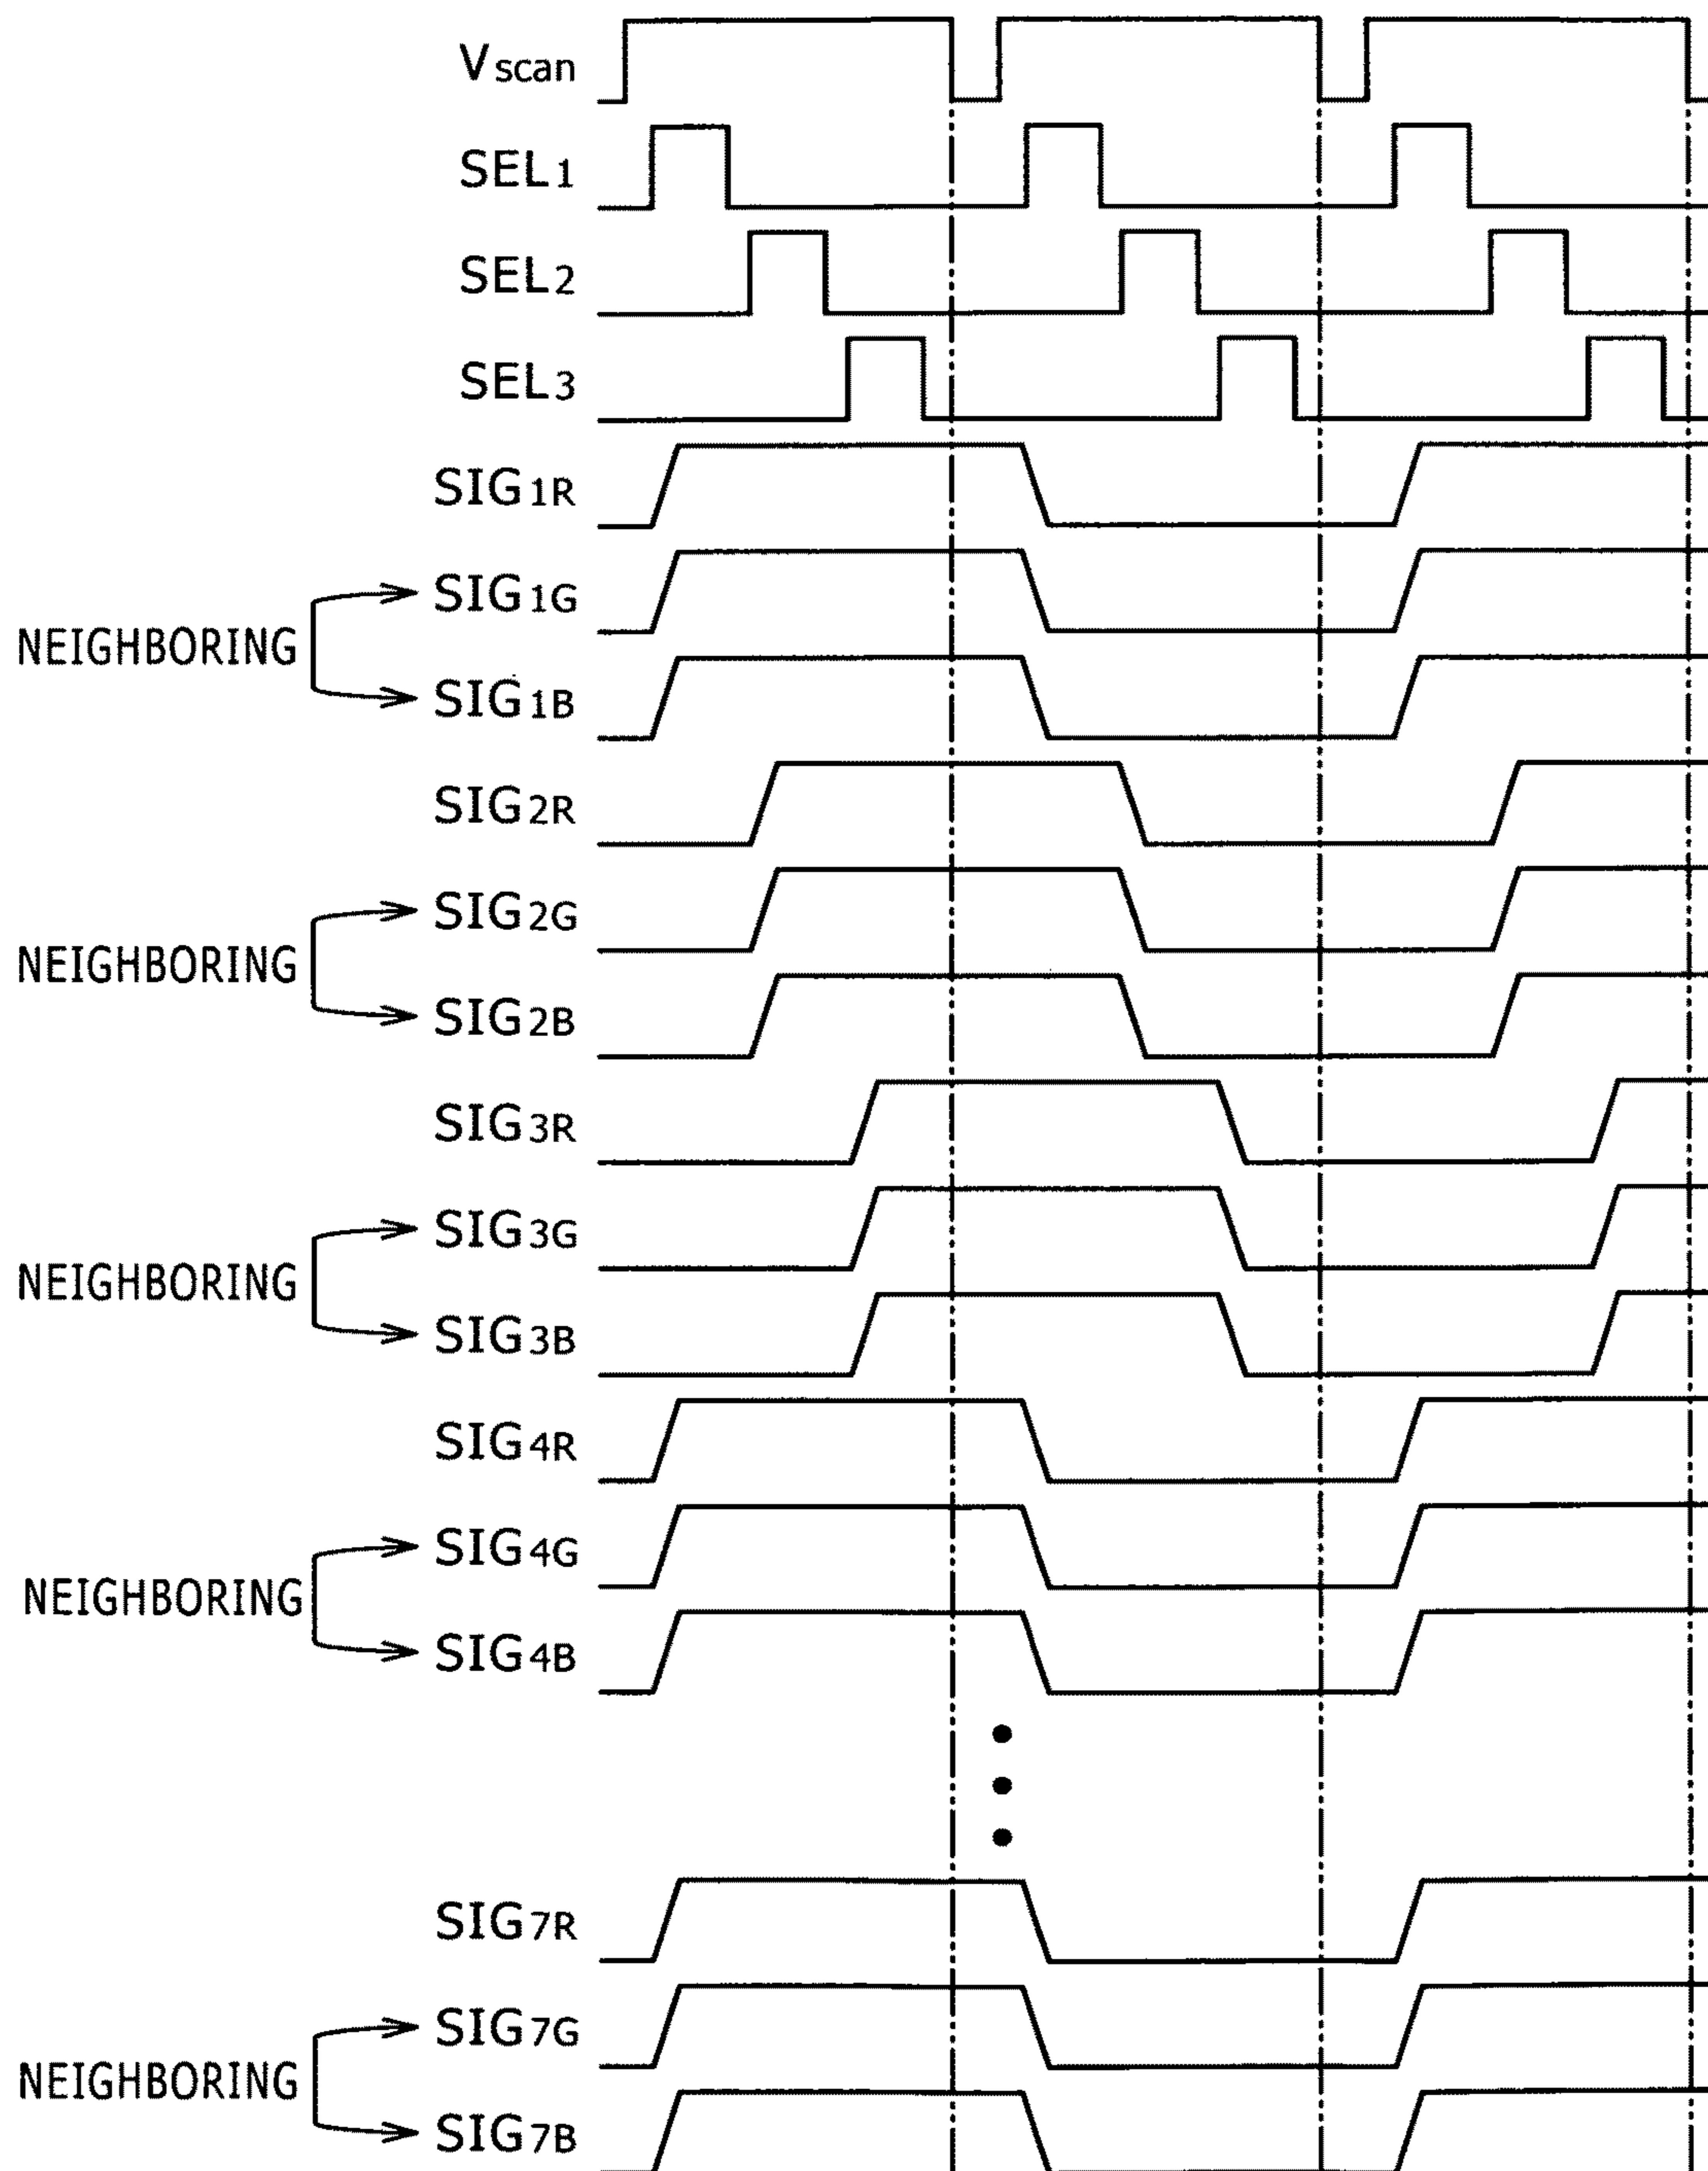 Vscan
SEL1
SEL2
SEL3
SIG1R
SIG1G
NEIGHBORING
SIG1B
SIG2R
SIG2G
NEIGHBORING
SIG2B
SIG3R
SIG3G
NEIGHBORING
SIG3B
SIG4R
SIG4G
NEIGHBORING
SIG4B
SIG7R
SIG7G
NEIGHBORING
SIG7B